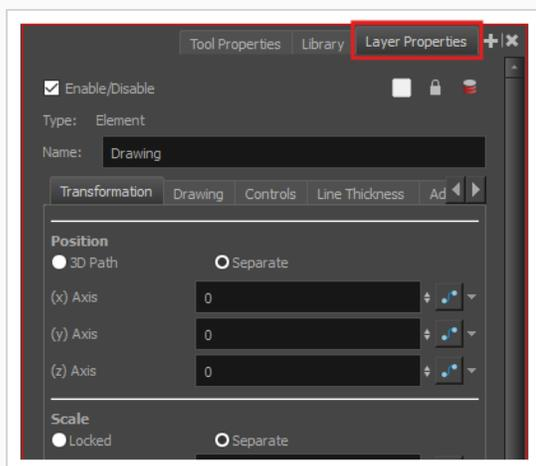 Tool Properties Library Layer Properties
Enable/Disable
Type: Element
Name: Drawing
Transformation Drawing Controls Line Thickness Ad
Position
3D Path Separate
(x) Axis 0
(y) Axis 0
(z) Axis 0
Scale
Locked Separate